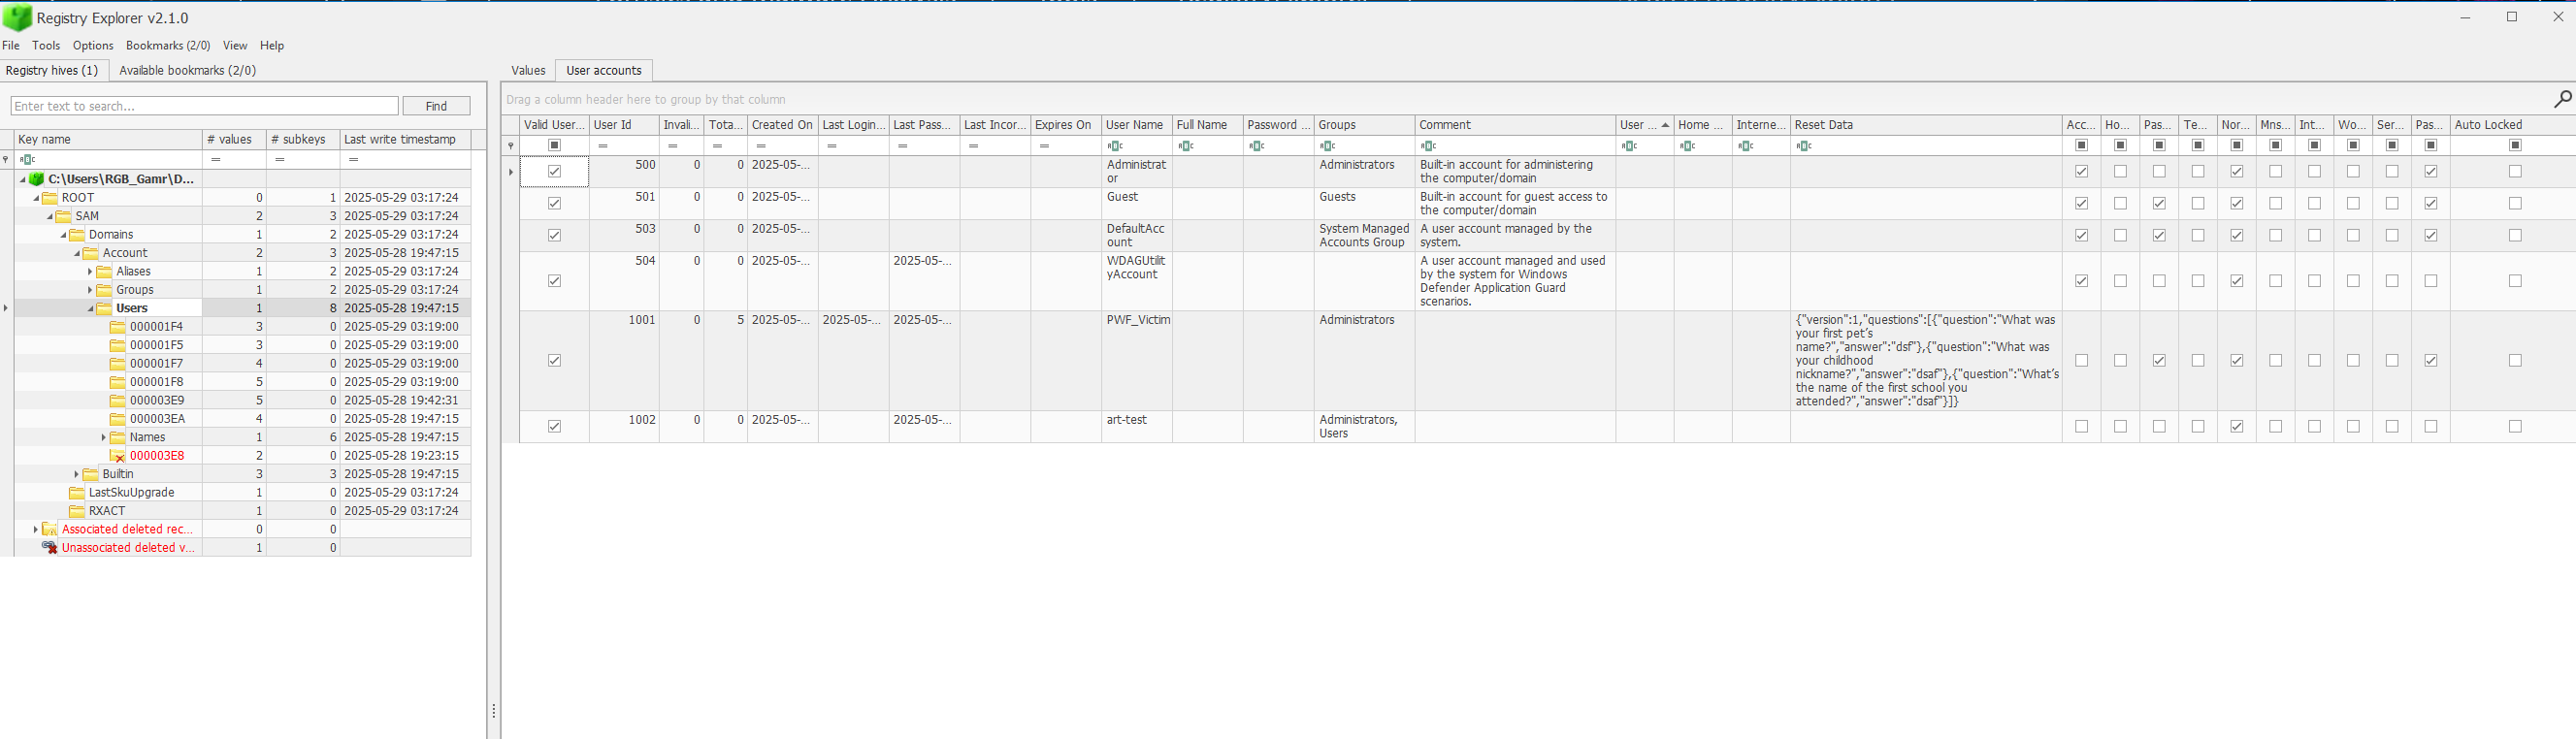 Registry Explorer v2.1.0
File Tools Options Bookmarks (2/0) View Help
Registry hives (1) Available bookmarks (2/0)
Enter text to search... Find
Key name # values # subkeys Last write timestamp
= = =
C:\Users\RGB_Gamr\D...
ROOT 0 1 2025-05-29 03:17:24
SAM 2 3 2025-05-29 03:17:24
Domains 1 2 2025-05-29 03:17:24
Account 2 3 2025-05-28 19:47:15
Aliases 1 2 2025-05-29 03:17:24
Groups 1 2 2025-05-29 03:17:24
Users 1 8 2025-05-28 19:47:15
000001F4 3 0 2025-05-29 03:19:00
000001F5 3 0 2025-05-29 03:19:00
000001F7 4 0 2025-05-29 03:19:00
000001F8 5 0 2025-05-29 03:19:00
000003E9 5 0 2025-05-28 19:42:31
000003EA 4 0 2025-05-28 19:47:15
Names 1 6 2025-05-28 19:47:15
000003E8 2 0 2025-05-28 19:23:15
Builtin 3 3 2025-05-28 19:47:15
LastSkuUpgrade 1 0 2025-05-29 03:17:24
RXACT 1 0 2025-05-29 03:17:24
Associated deleted rec... 0 0
Unassociated deleted v... 1 0
Values User accounts
Drag a column header here to group by that column
Valid User... User Id Invali... Tota... Created On Last Login... Last Pass... Last Incor... Expires On User Name Full Name Password ... Groups Comment User ... Home ... Interne... Reset Data Acc... Ho... Pas... Te... Nor... Mns... Int... Wo... Ser... Pas... Auto Locked
= = = = = = = =
500 0 0 2025-05-... Administrat Administrators Built-in account for administering
or the computer/domain
501 0 0 2025-05-... Guest Guests Built-in account for guest access to
the computer/domain
503 0 0 2025-05-... DefaultAcc System Managed A user account managed by the
ount Accounts Group system.
504 0 0 2025-05-... 2025-05-... WDAGUtilit A user account managed and used
yAccount by the system for Windows
Defender Application Guard
scenarios.
1001 0 5 2025-05-... 2025-05-... 2025-05-... PWF_Victim Administrators {"version":1,"questions":[{"question":"What was
your first pet’s
name?","answer":"dsf"},{"question":"What was
your childhood
nickname?","answer":"dsaf"},{"question":"What’s
the name of the first school you
attended?","answer":"dsaf"}]}
1002 0 0 2025-05-... 2025-05-... art-test Administrators,
Users